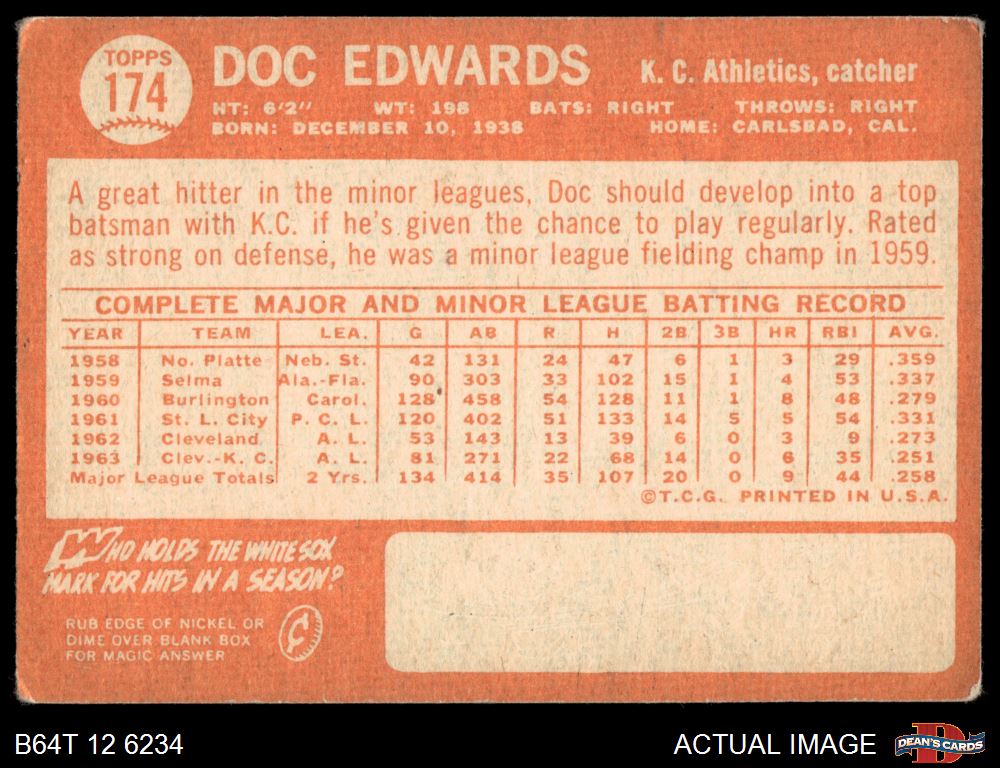 TOPPS
174
DOC EDWARDS K. C. Athletics, catcher
HT: 6'2" WT: 198 BATS: RIGHT THROWS: RIGHT
BORN: DECEMBER 10, 1938 HOME: CARLSBAD, CAL.
A great hitter in the minor leagues, Doc should develop into a top
batsman with K.C. if he's given the chance to play regularly. Rated
as strong on defense, he was a minor league fielding champ in 1959.
COMPLETE MAJOR AND MINOR LEAGUE BATTING RECORD
YEAR TEAM LEA. G AB R H 2B 3B HR RBI AVG.
1958 No. Platte Neb. St. 42 131 24 47 6 1 3 29 .359
1959 Selma Ala.-Fla. 90 303 33 102 15 1 4 53 .337
1960 Burlington Carol. 128 458 54 128 11 1 8 48 .279
1961 St. L. City P. C. L. 120 402 51 133 14 5 5 54 .331
1962 Cleveland A. L. 53 143 13 39 6 0 3 9 .273
1963 Clev.-K. C. A. L. 81 271 22 68 14 0 6 35 .251
Major League Totals 2 Yrs. 134 414 35 107 20 0 9 44 .258
©T.C.G. PRINTED IN U.S.A.
WHO HOLDS THE WHITE SOX
MARK FOR HITS IN A SEASON?
RUB EDGE OF NICKEL OR
DIME OVER BLANK BOX
FOR MAGIC ANSWER
¢
B64T 12 6234 ACTUAL IMAGE DEAN'S CARDS